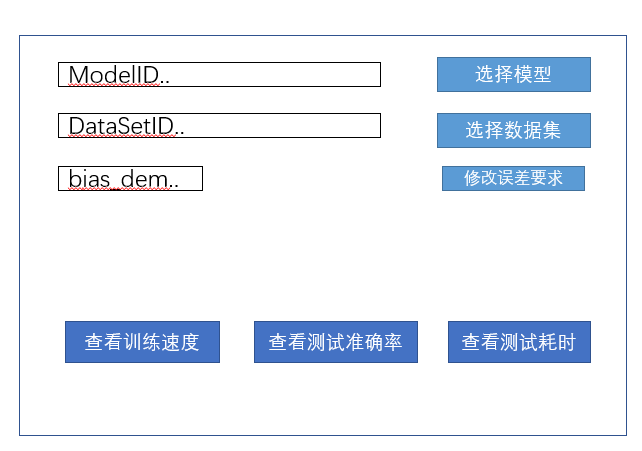 ModelID..
选择模型
DataSetID..
选择数据集
bias_dem..
修改误差要求
查看训练速度
查看测试准确率
查看测试耗时